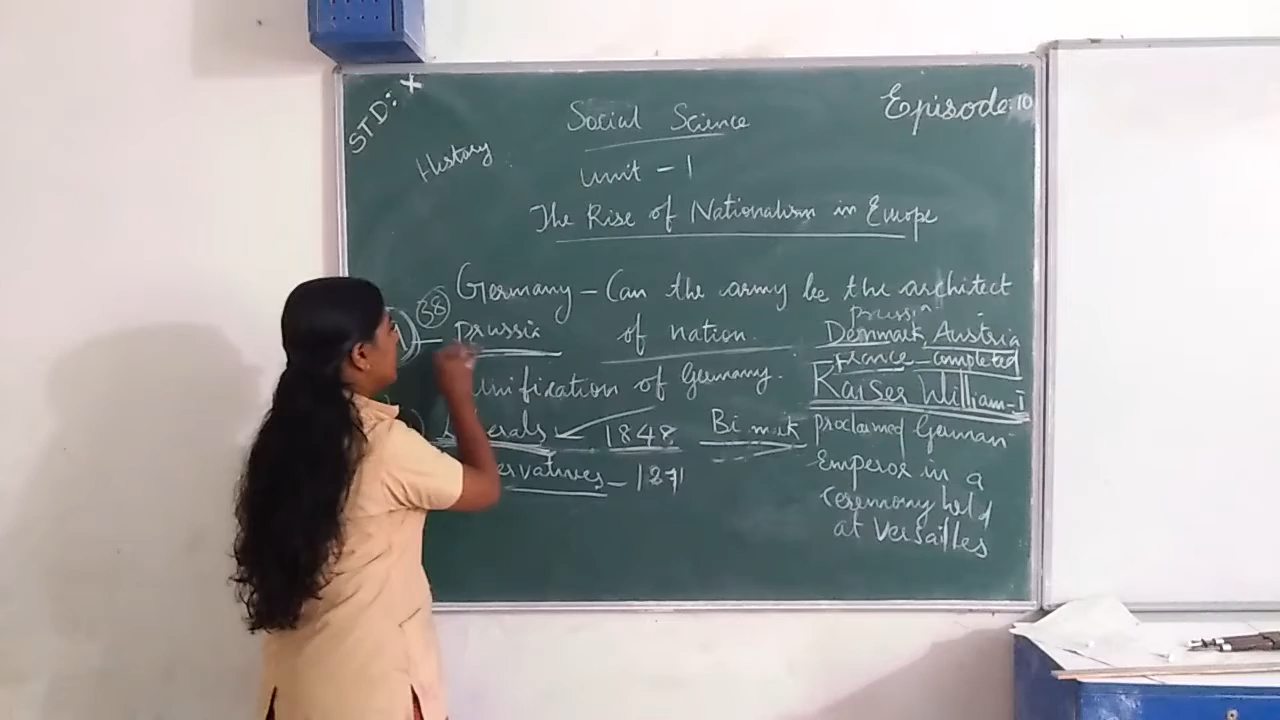 STD: X
Episode: 10
Social Science
History
Unit - 1
The Rise of Nationalism in Europe
Germany - Can the army be the architect
of nation.
38
Prussia
Unification of Germany.
1848
ervatives - 1871
Prussia
Denmark, Austria
France - completed
Kaiser William-I
proclaimed German
Emperor in a
ceremony held
at Versailles